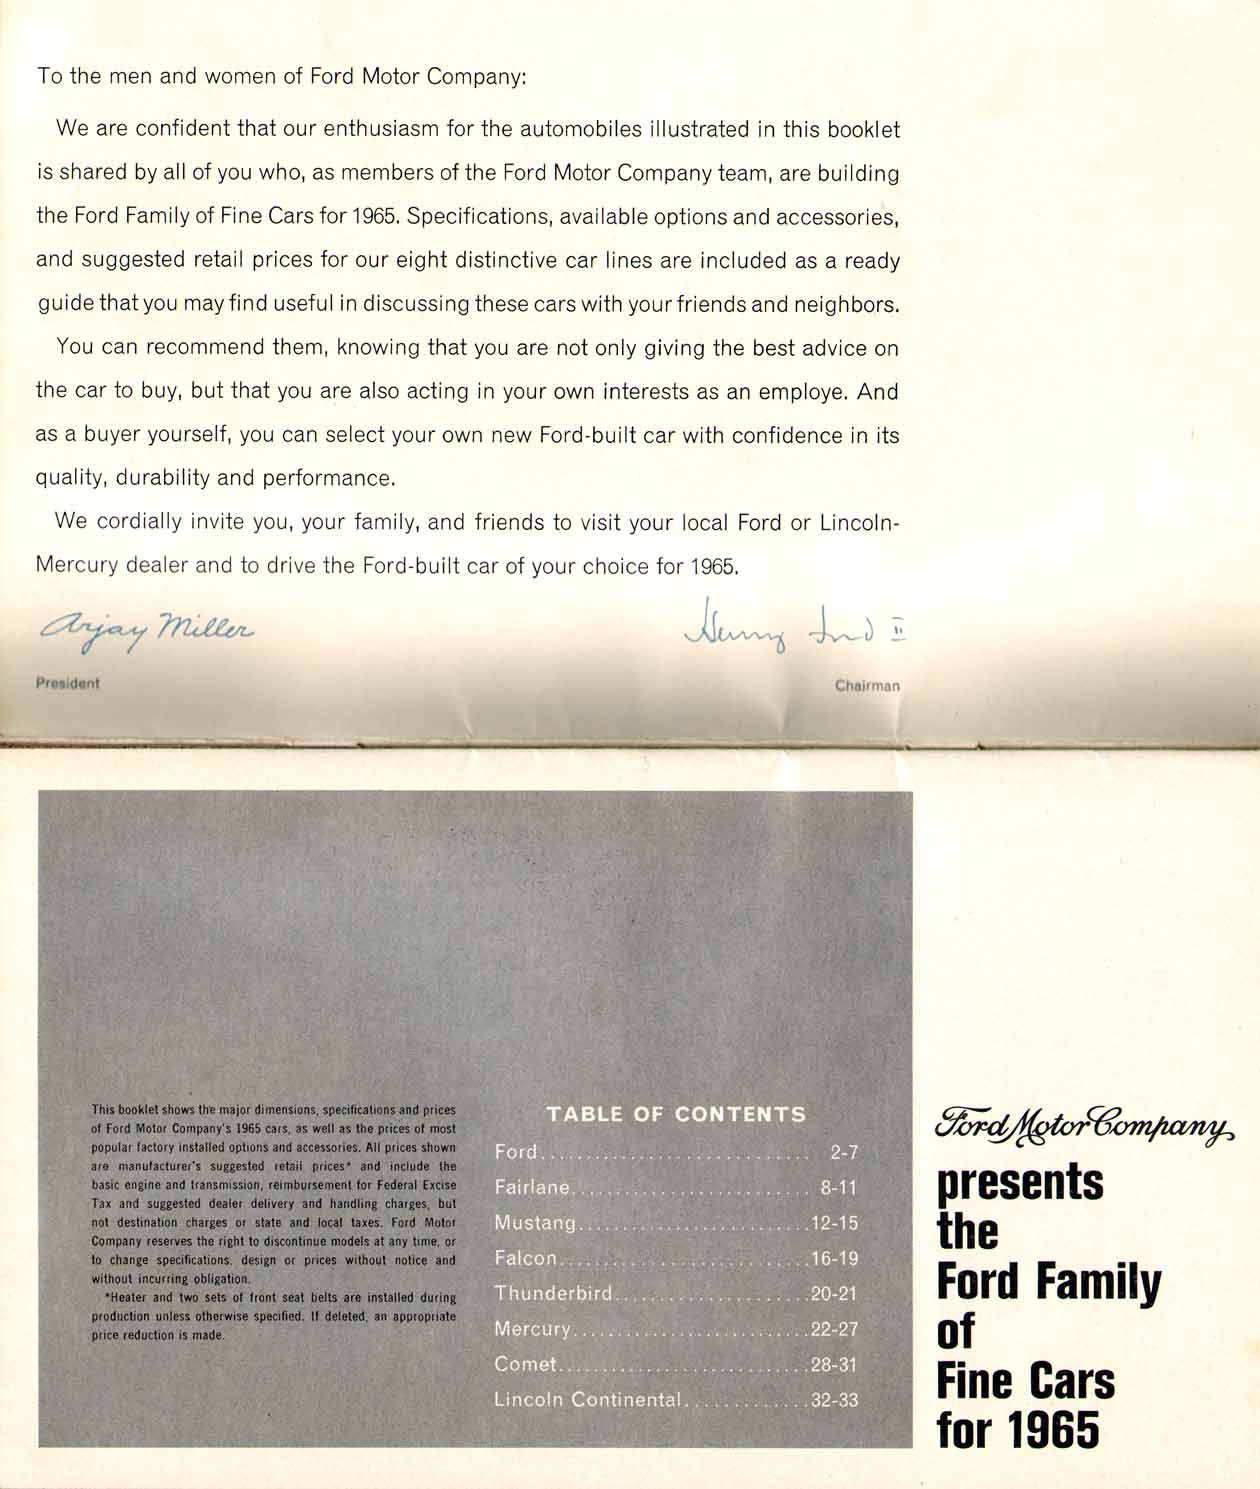 To the men and women of Ford Motor Company:
We are confident that our enthusiasm for the automobiles illustrated in this booklet
is shared by all of you who, as members of the Ford Motor Company team, are building
the Ford Family of Fine Cars for 1965. Specifications, available options and accessories,
and suggested retail prices for our eight distinctive car lines are included as a ready
guide that you may find useful in discussing these cars with your friends and neighbors.
You can recommend them, knowing that you are not only giving the best advice on
the car to buy, but that you are also acting in your own interests as an employe. And
as a buyer yourself, you can select your own new Ford-built car with confidence in its
quality, durability and performance.
We cordially invite you, your family, and friends to visit your local Ford or Lincoln-
Mercury dealer and to drive the Ford-built car of your choice for 1965.
Arjay Miller
Henry Ford II
President
Chairman
This booklet shows the major dimensions, specifications and prices
of Ford Motor Company's 1965 cars, as well as the prices of most
popular factory installed options and accessories. All prices shown
are manufacturer's suggested retail prices* and include the
basic engine and transmission, reimbursement for Federal Excise
Tax and suggested dealer delivery and handling charges, but
not destination charges or state and local taxes. Ford Motor
Company reserves the right to discontinue models at any time, or
to change specifications, design or prices without notice and
without incurring obligation.
*Heater and two sets of front seat belts are installed during
production unless otherwise specified. If deleted, an appropriate
price reduction is made.
TABLE OF CONTENTS
Ford.............................. 2-7
Fairlane........................... 8-11
Mustang..........................12-15
Falcon............................16-19
Thunderbird......................20-21
Mercury...........................22-27
Comet............................28-31
Lincoln Continental..............32-33
Ford Motor Company
presents
the
Ford Family
of
Fine Cars
for 1965